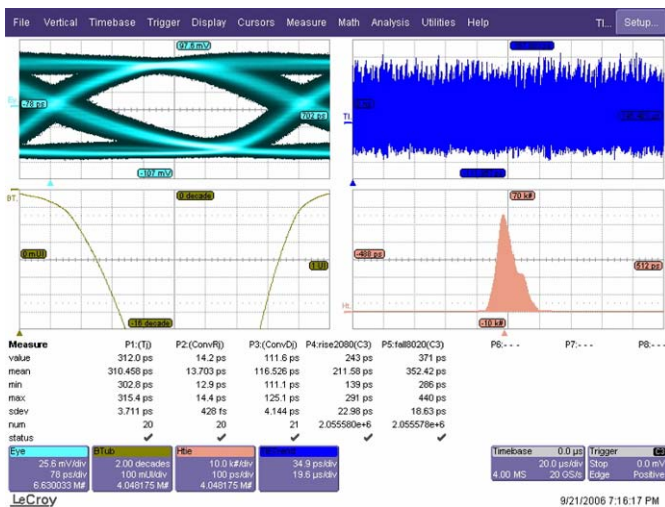 File Vertical Timebase Trigger Display Cursors Measure Math Analysis Utilities Help TI... Setup...
97.6 mV
-78 ps
702 ps
-107 mV
TI.
BT.
0 decade
0 mUI
1 UI
-16 decade
70 k#
-488 ps
512 ps
Ht.
-10 k#
Measure P1:(Tj) P2:(ConvRj) P3:(ConvDj) P4:rise2080(C3) P5:fall8020(C3) P6:- - - P7:- - - P8:- - -
value 312.0 ps 14.2 ps 111.6 ps 243 ps 371 ps
mean 310.458 ps 13.703 ps 116.526 ps 211.58 ps 352.42 ps
min 302.8 ps 12.9 ps 111.1 ps 139 ps 286 ps
max 315.4 ps 14.4 ps 125.1 ps 291 ps 440 ps
sdev 3.711 ps 428 fs 4.144 ps 22.98 ps 18.63 ps
num 20 20 21 2.055580e+6 2.055578e+6
status
Eye
25.6 mV/div
78 ps/div
6.630033 M#
BTub
2.00 decades
100 mUI/div
4.048175 M#
Htie
10.0 k#/div
100 ps/div
4.048175 M#
34.9 ps/div
19.6 µs/div
Timebase 0.0 µs
20.0 µs/div
4.00 MS 20 GS/s
Trigger C3
Stop 0.0 mV
Edge Positive
LeCroy
9/21/2006 7:16:17 PM